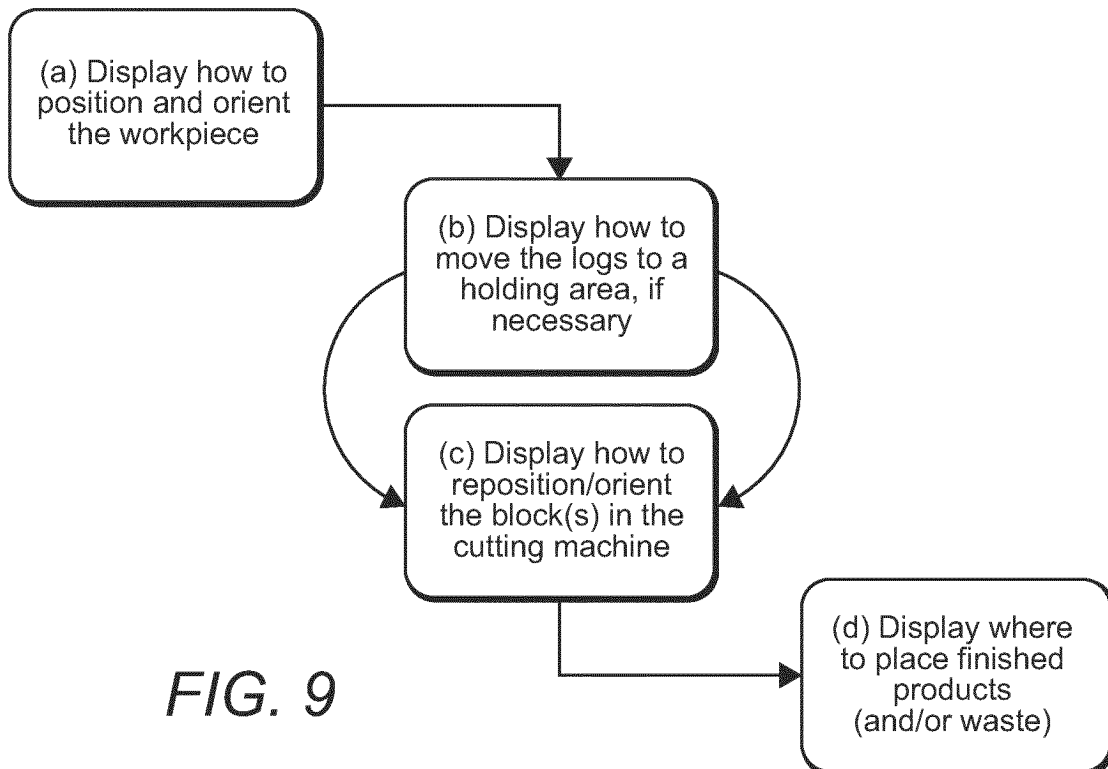 (a) Display how to
position and orient
the workpiece
(b) Display how to
move the logs to a
holding area, if
necessary
(c) Display how to
reposition/orient
the block(s) in the
cutting machine
(d) Display where
to place finished
products
(and/or waste)
FIG. 9